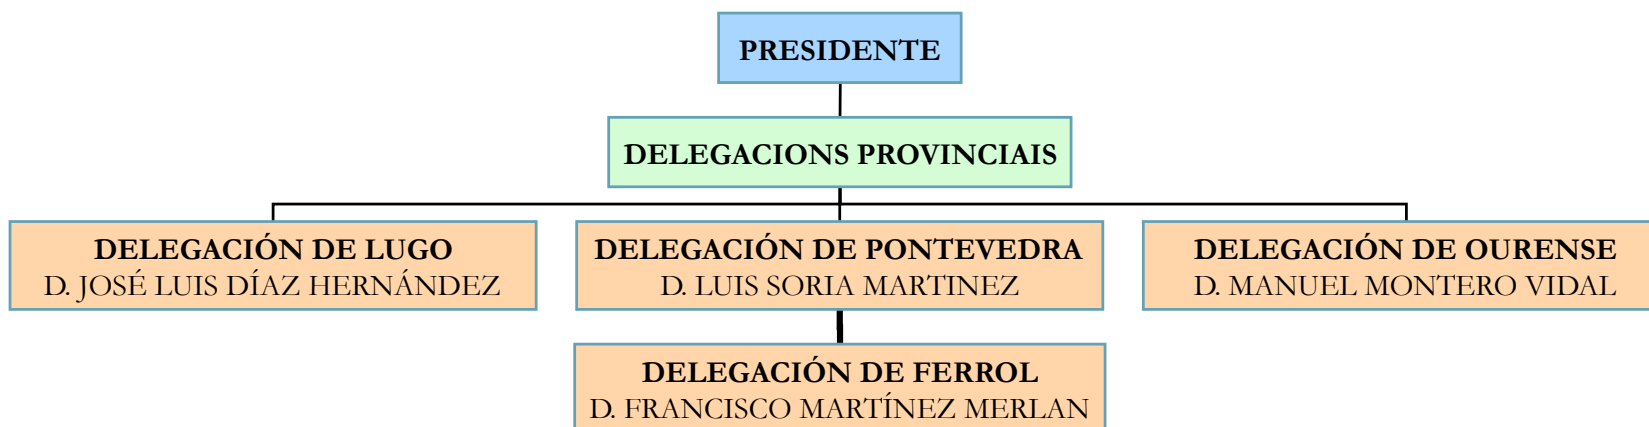 PRESIDENTE
DELEGACIONS PROVINCIAIS
DELEGACIÓN DE LUGO
D. JOSÉ LUIS DÍAZ HERNÁNDEZ
DELEGACIÓN DE PONTEVEDRA
D. LUIS SORIA MARTINEZ
DELEGACIÓN DE OURENSE
D. MANUEL MONTERO VIDAL
DELEGACIÓN DE FERROL
D. FRANCISCO MARTÍNEZ MERLAN